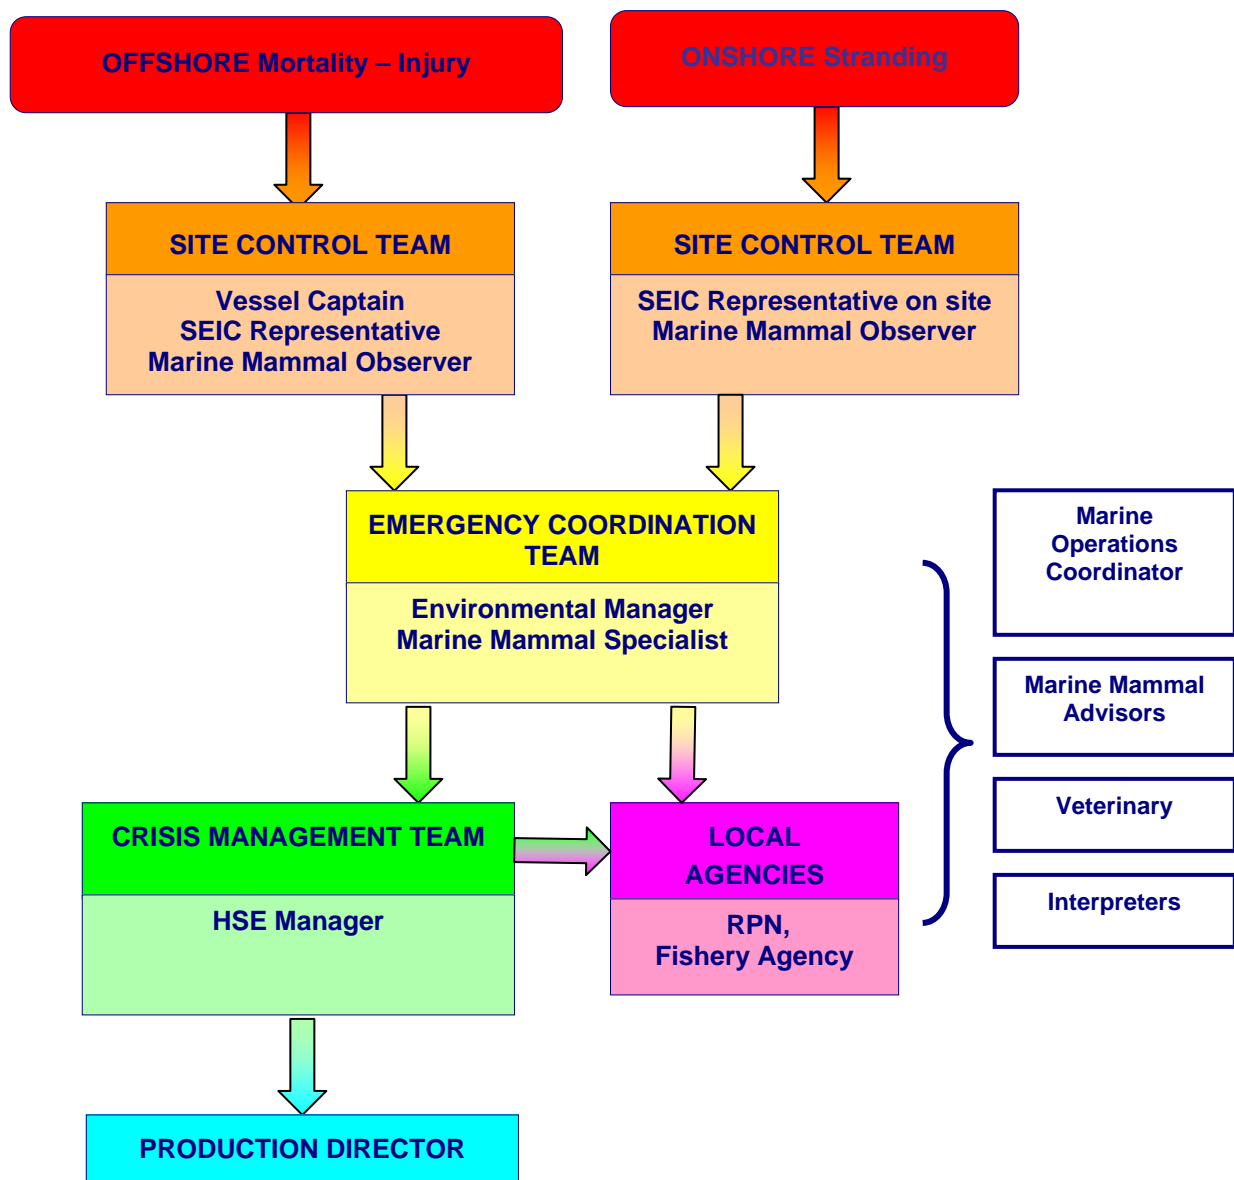 OFFSHORE Mortality – Injury
ONSHORE Stranding
SITE CONTROL TEAM
Vessel Captain
SEIC Representative
Marine Mammal Observer
SITE CONTROL TEAM
SEIC Representative on site
Marine Mammal Observer
EMERGENCY COORDINATION
TEAM
Environmental Manager
Marine Mammal Specialist
Marine
Operations
Coordinator
Marine Mammal
Advisors
Veterinary
Interpreters
CRISIS MANAGEMENT TEAM
HSE Manager
LOCAL
AGENCIES
RPN,
Fishery Agency
PRODUCTION DIRECTOR